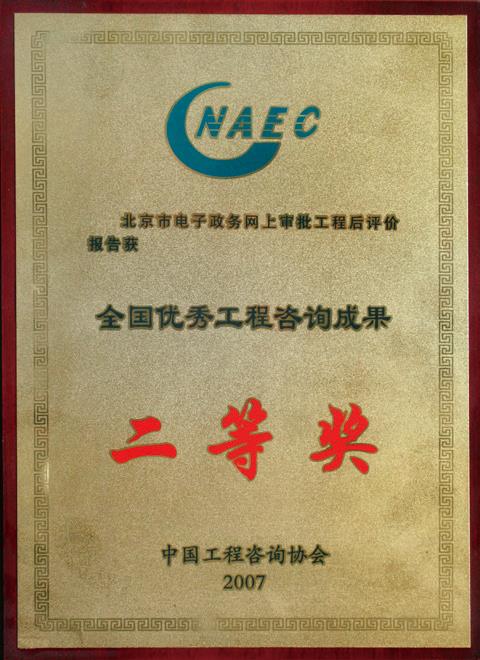 CNAEC
北京市电子政务网上审批工程后评价
报告获
全国优秀工程咨询成果
二等奖
中国工程咨询协会
2007